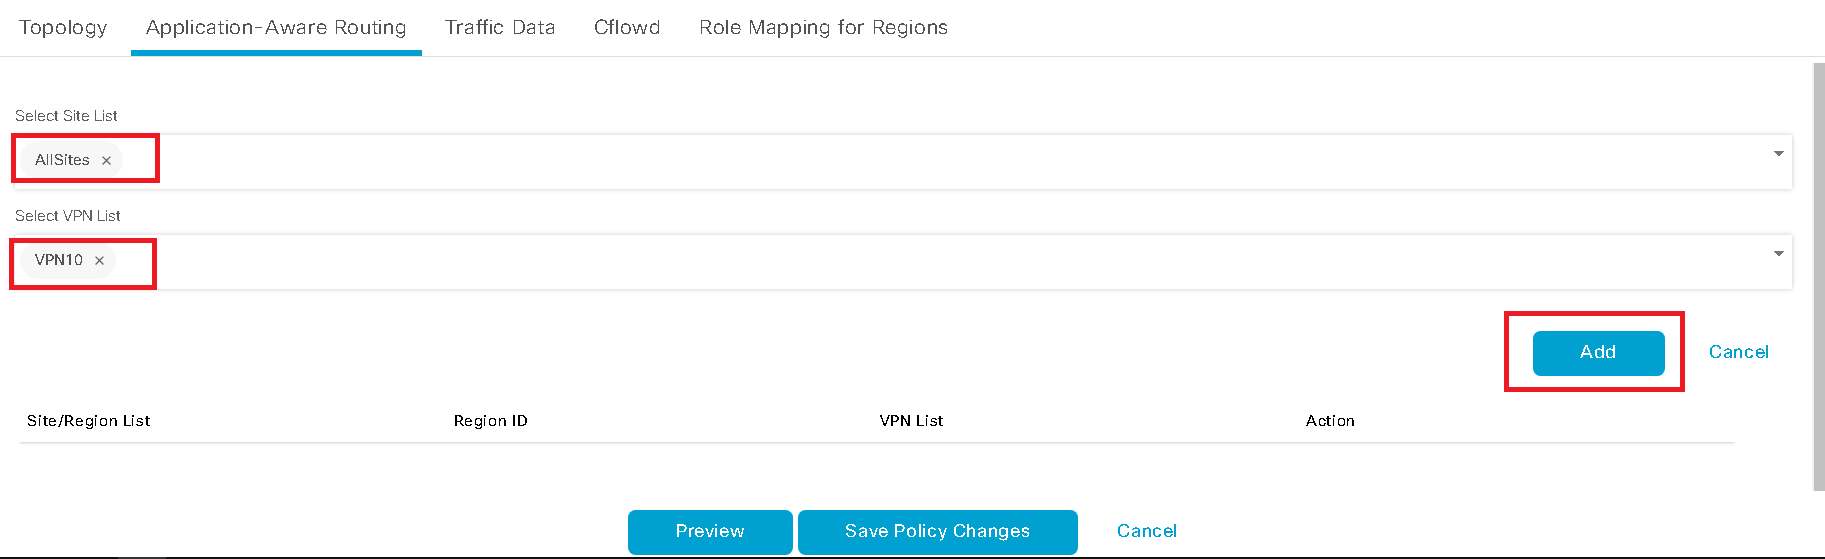 Topology Application-Aware Routing Traffic Data Cflowd Role Mapping for Regions
Select Site List
AllSites ×
Select VPN List
VPN10 ×
Add Cancel
Site/Region List Region ID VPN List Action
Preview Save Policy Changes Cancel